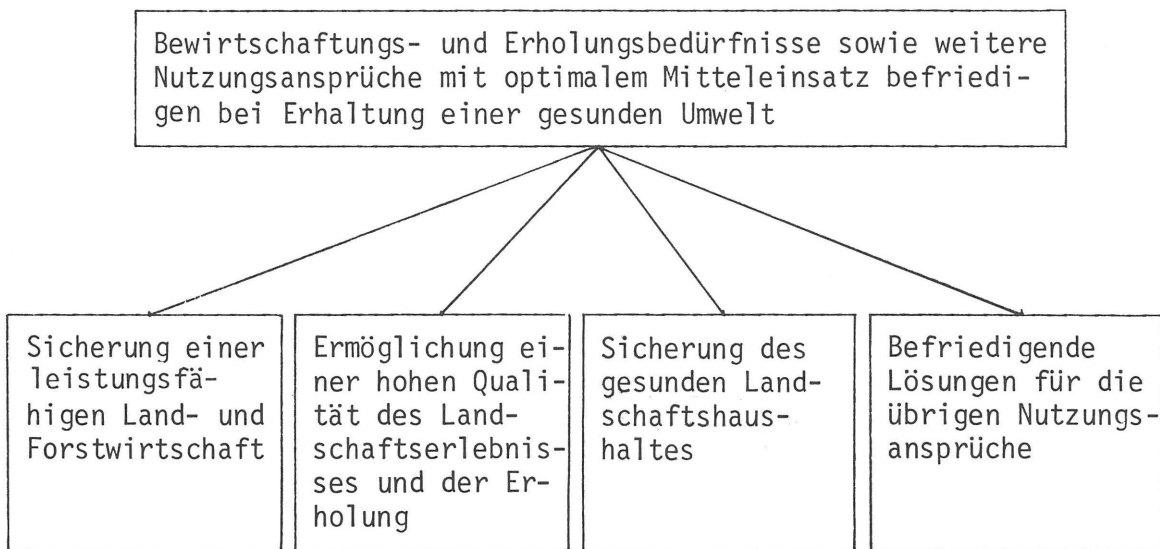 Bewirtschaftungs- und Erholungsbedürfnisse sowie weitere
Nutzungsansprüche mit optimalem Mitteleinsatz befriedi-
gen bei Erhaltung einer gesunden Umwelt
Sicherung einer
leistungsfä-
higen Land- und
Forstwirtschaft
Ermöglichung ei-
ner hohen Quali-
tät des Land-
schaftserlebnis-
ses und der Er-
holung
Sicherung des
gesunden Land-
schaftshaus-
haltes
Befriedigende
Lösungen für die
übrigen Nutzungs-
ansprüche